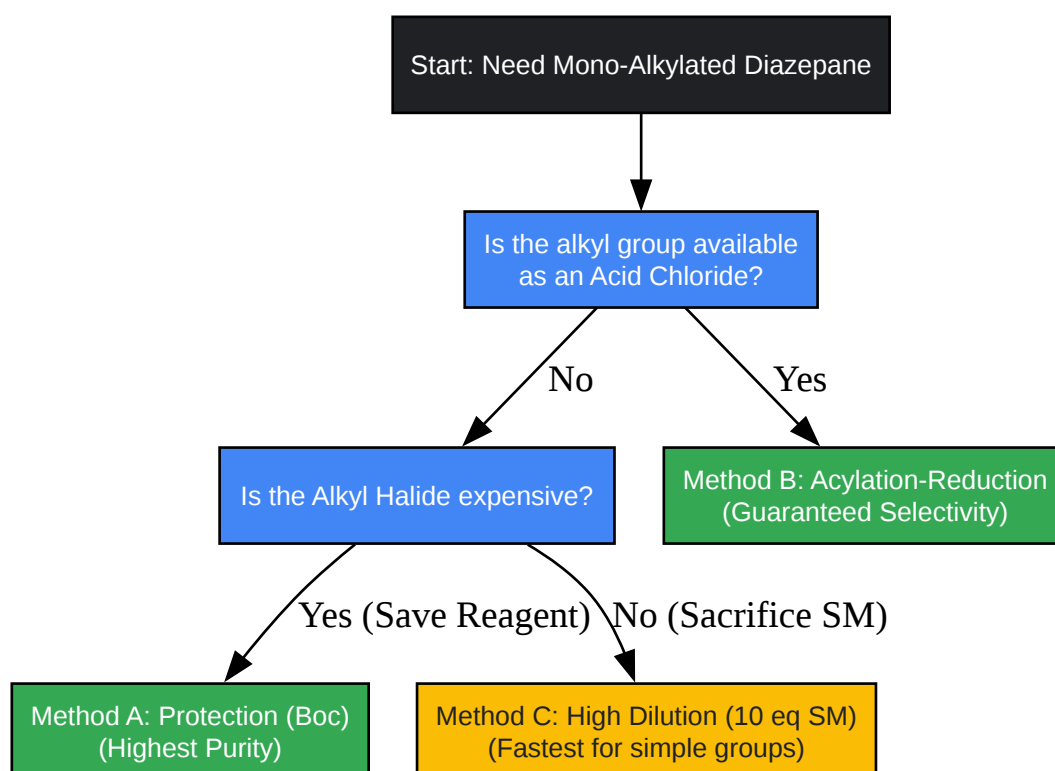 Start: Need Mono-Alkylated Diazepane
Is the alkyl group available
as an Acid Chloride?
No
Yes
Is the Alkyl Halide expensive?
Method B: Acylation-Reduction
(Guaranteed Selectivity)
Yes (Save Reagent)
No (Sacrifice SM)
Method A: Protection (Boc)
(Highest Purity)
Method C: High Dilution (10 eq SM)
(Fastest for simple groups)